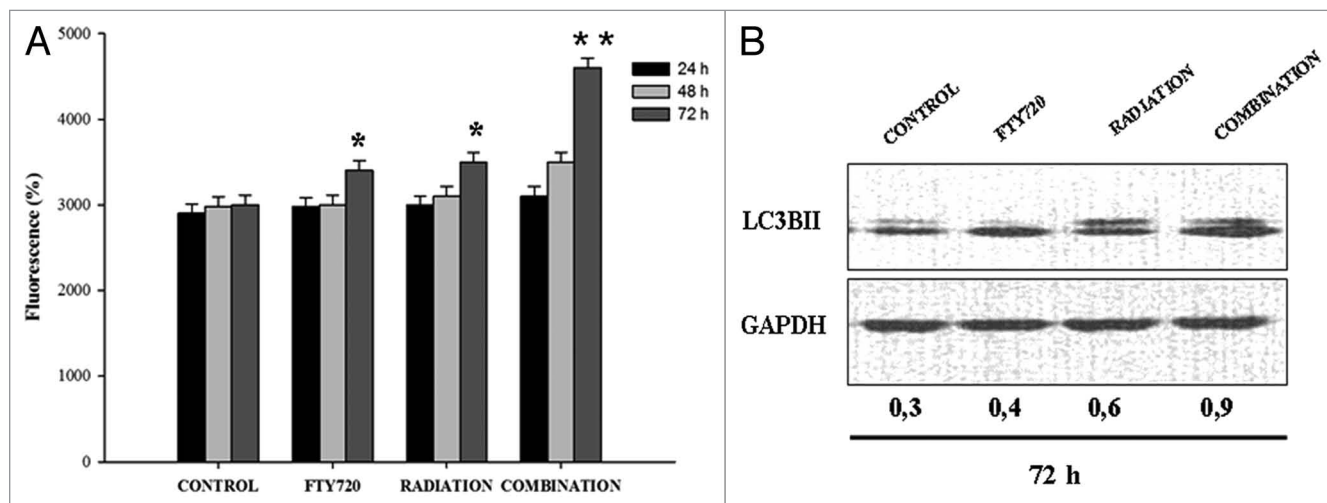 A
5000
4000
3000
2000
1000
0
Fluorescence (%)
* * * *
24 h
48 h
72 h
CONTROL FTY720 RADIATION COMBINATION
B
CONTROL FTY720 RADIATION COMBINATION
LC3BII
GAPDH
0,3 0,4 0,6 0,9
72 h